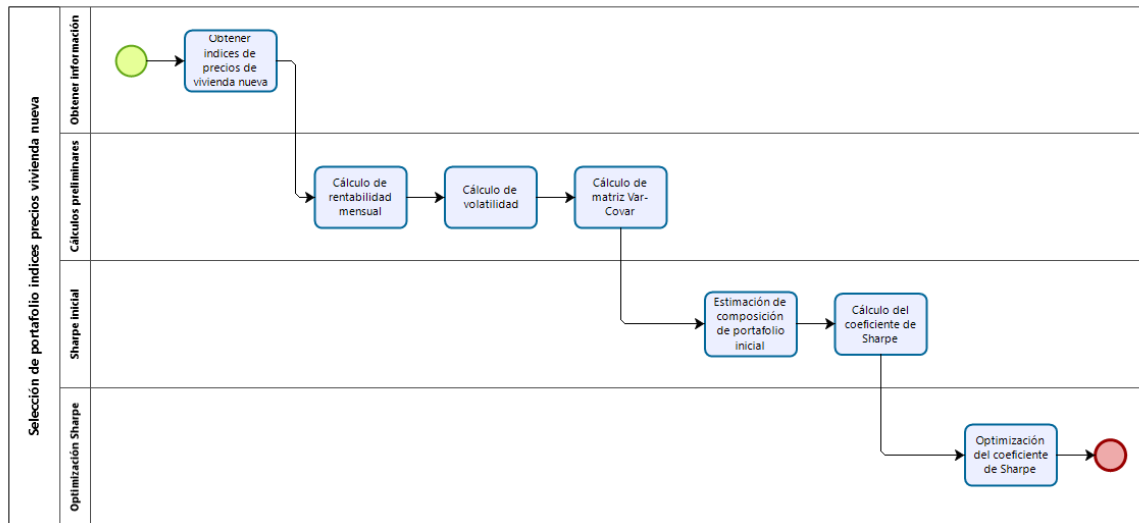 Selección de portafolio indices precios vivienda nueva
Obtener información
Obtener
indices de
precios de
vivienda nueva
Cálculos preliminares
Cálculo de
rentabilidad
mensual
Cálculo de
volatilidad
Cálculo de
matriz Var-
Covar
Sharpe inicial
Estimación de
composición
de portafolio
inicial
Cálculo del
coeficiente de
Sharpe
Optimización Sharpe
Optimización
del coeficiente
de Sharpe